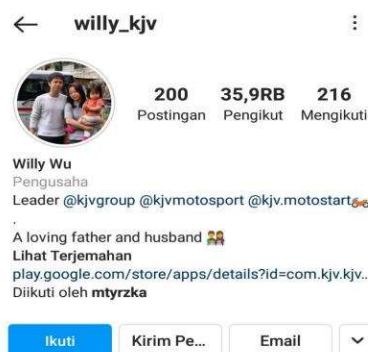 willy_kjv
200 35,9RB 216
Postingan Pengikut Mengikuti
Willy Wu
Pengusaha
Leader @kjvgroup @kjvmotosport @kjv.motostart🏍️
.
A loving father and husband 👫
Lihat Terjemahan
play.google.com/store/apps/details?id=com.kjv.kjv..
Diikuti oleh mtyrzka
Ikuti Kirim Pe... Email